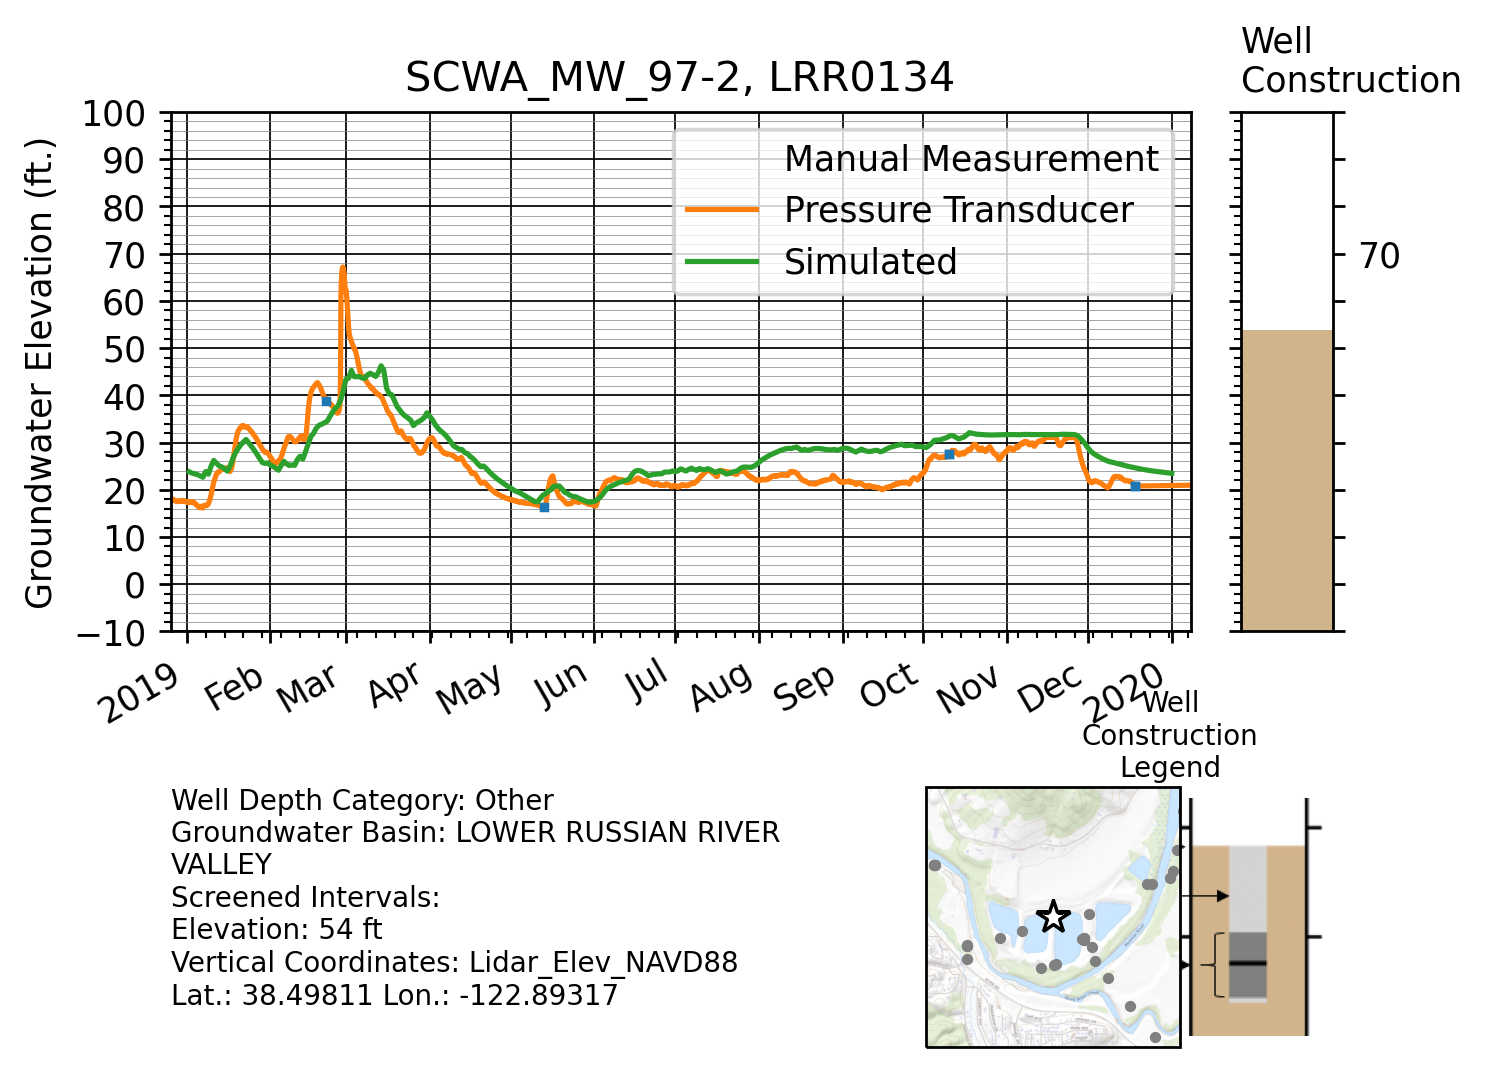 Well
Construction
SCWA_MW_97-2, LRR0134
Groundwater Elevation (ft.)
100
90
80
70
60
50
40
30
20
10
0
−10
Manual Measurement
Pressure Transducer
Simulated
70
2019
Feb
Mar
Apr
May
Jun
Jul
Aug
Sep
Oct
Nov
Dec
2020
Well
Construction
Legend
Well Depth Category: Other
Groundwater Basin: LOWER RUSSIAN RIVER
VALLEY
Screened Intervals:
Elevation: 54 ft
Vertical Coordinates: Lidar_Elev_NAVD88
Lat.: 38.49811 Lon.: -122.89317